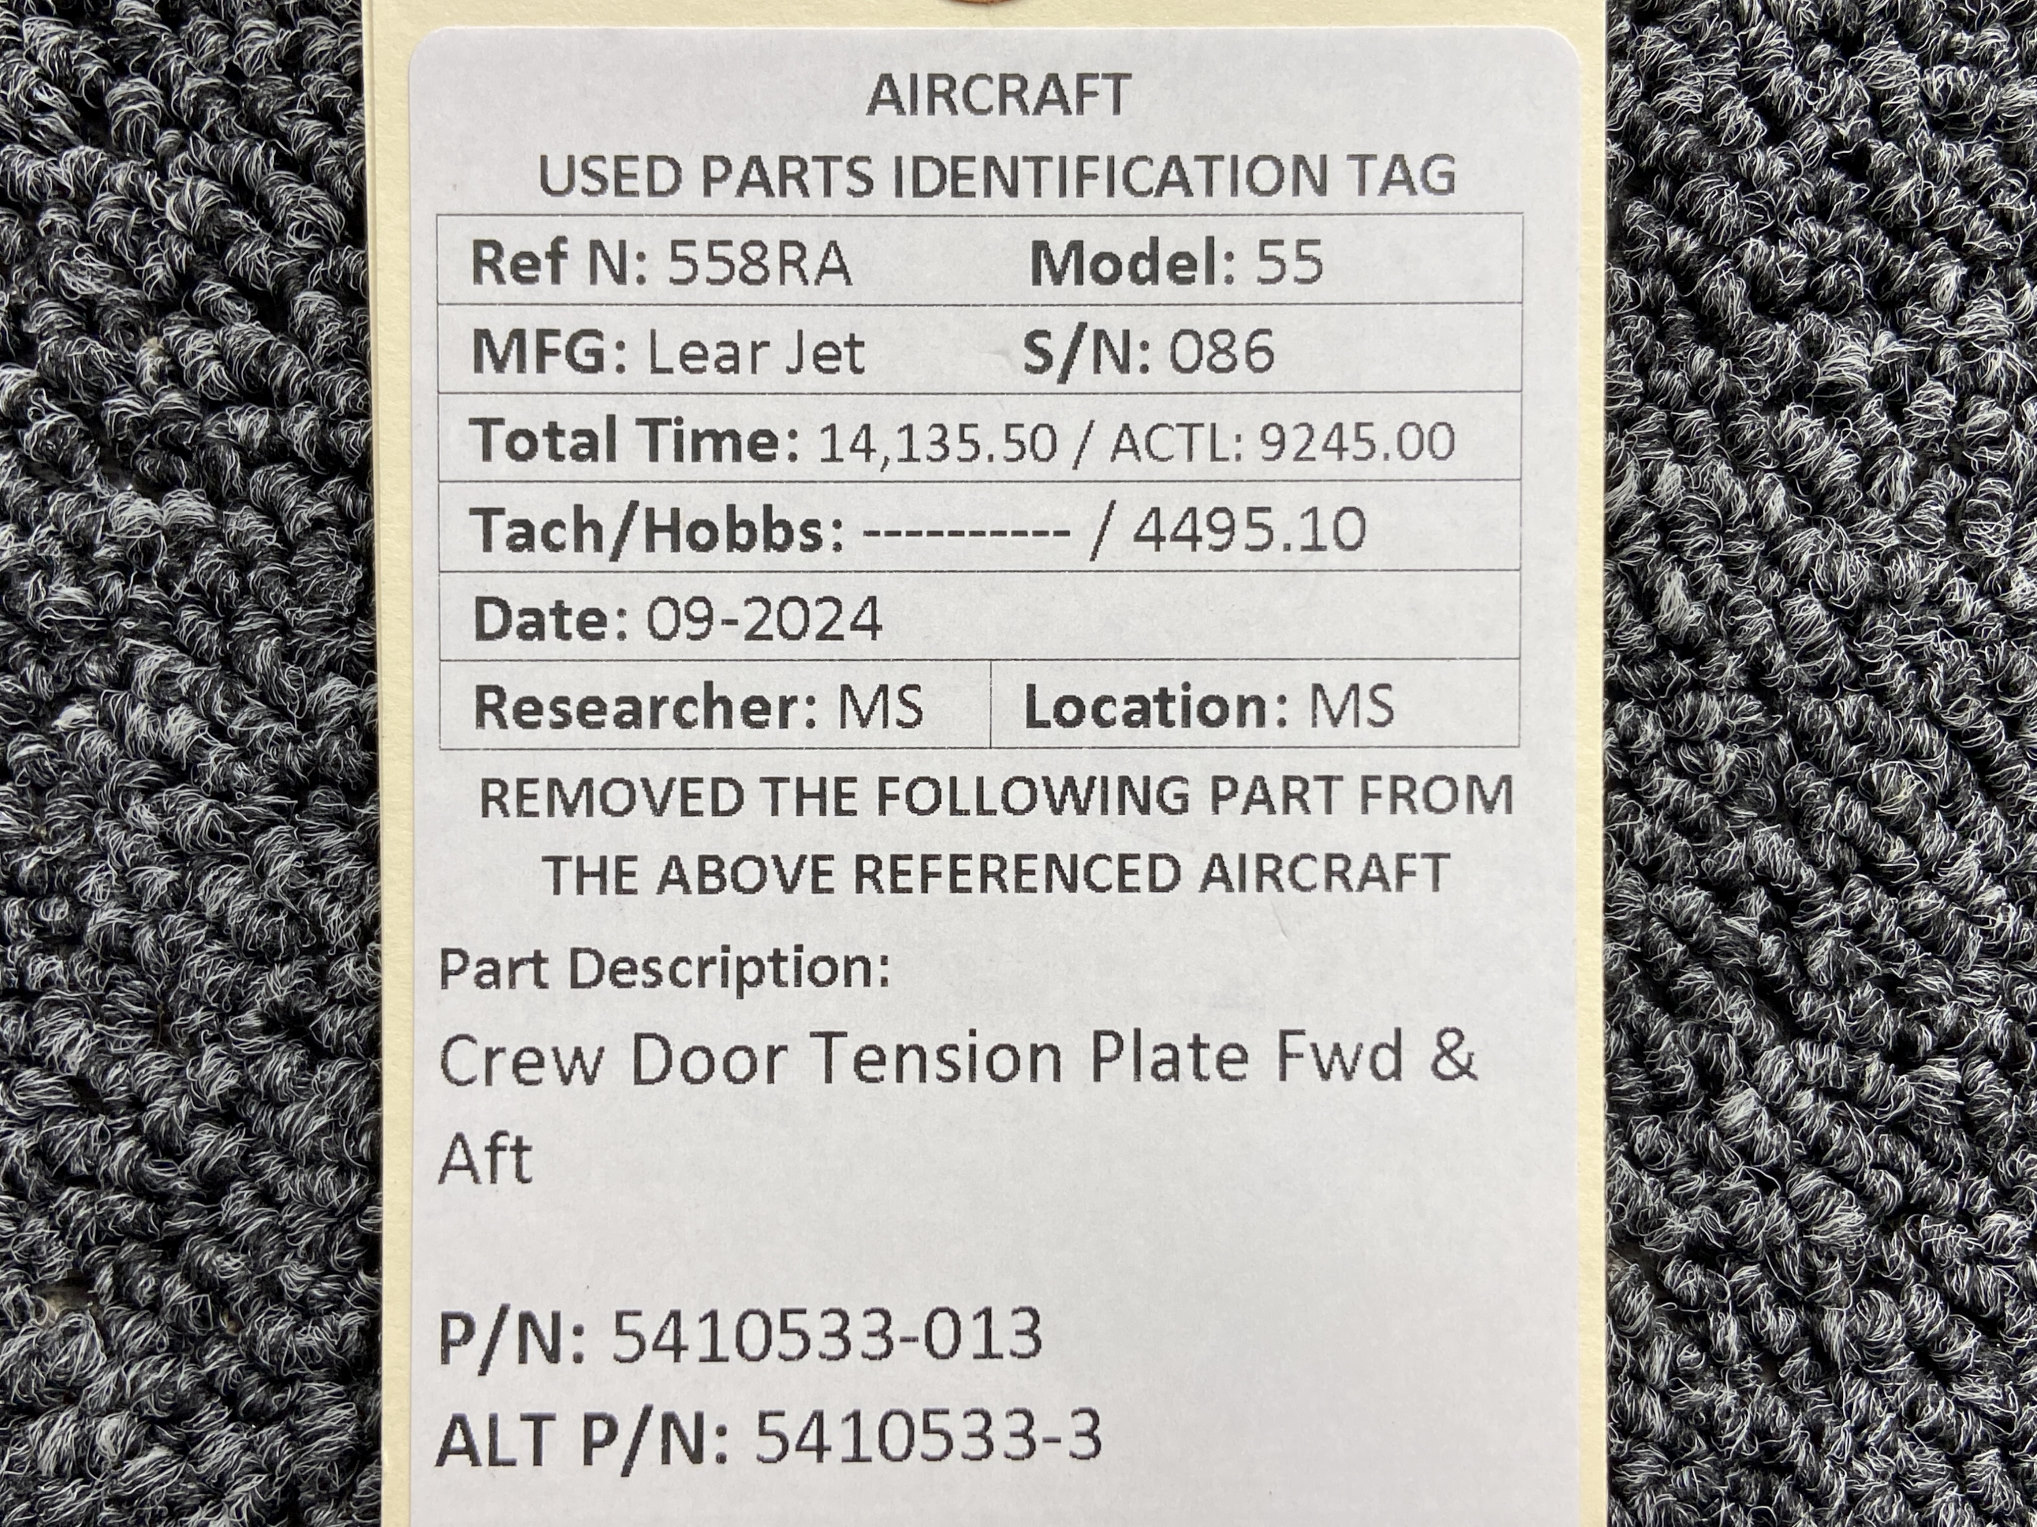 AIRCRAFT
USED PARTS IDENTIFICATION TAG
Ref N: 558RA Model: 55
MFG: Lear Jet S/N: 086
Total Time: 14,135.50 / ACTL: 9245.00
Tach/Hobbs: ---------- / 4495.10
Date: 09-2024
Researcher: MS Location: MS
REMOVED THE FOLLOWING PART FROM
THE ABOVE REFERENCED AIRCRAFT
Part Description:
Crew Door Tension Plate Fwd &
Aft
P/N: 5410533-013
ALT P/N: 5410533-3